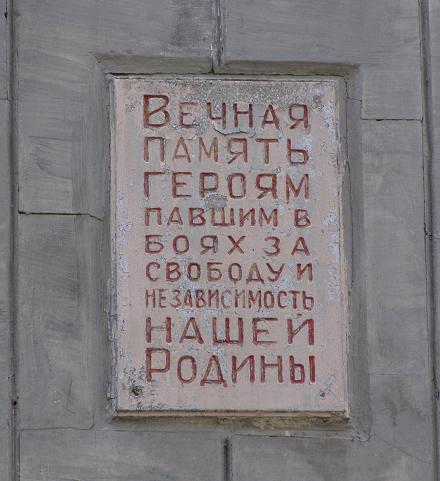 Вечная
память
героям
павшим в
боях за
свободу и
независимость
нашей
Родины